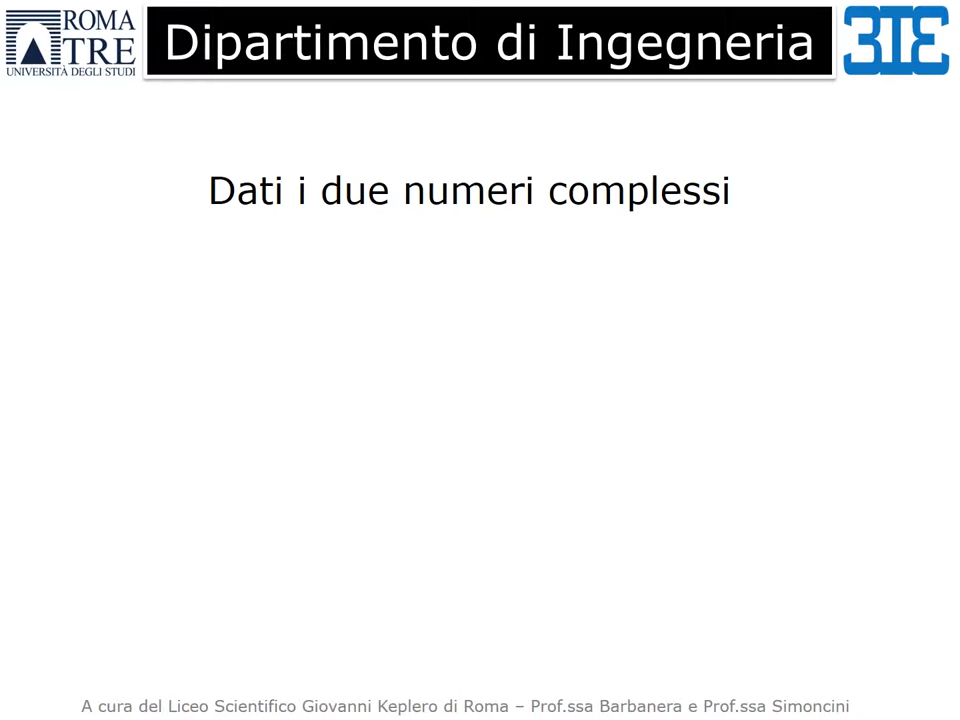 ROMA
TRE
UNIVERSITÀ DEGLI STUDI
Dipartimento di Ingegneria
Dati i due numeri complessi
A cura del Liceo Scientifico Giovanni Keplero di Roma – Prof.ssa Barbanera e Prof.ssa Simoncini